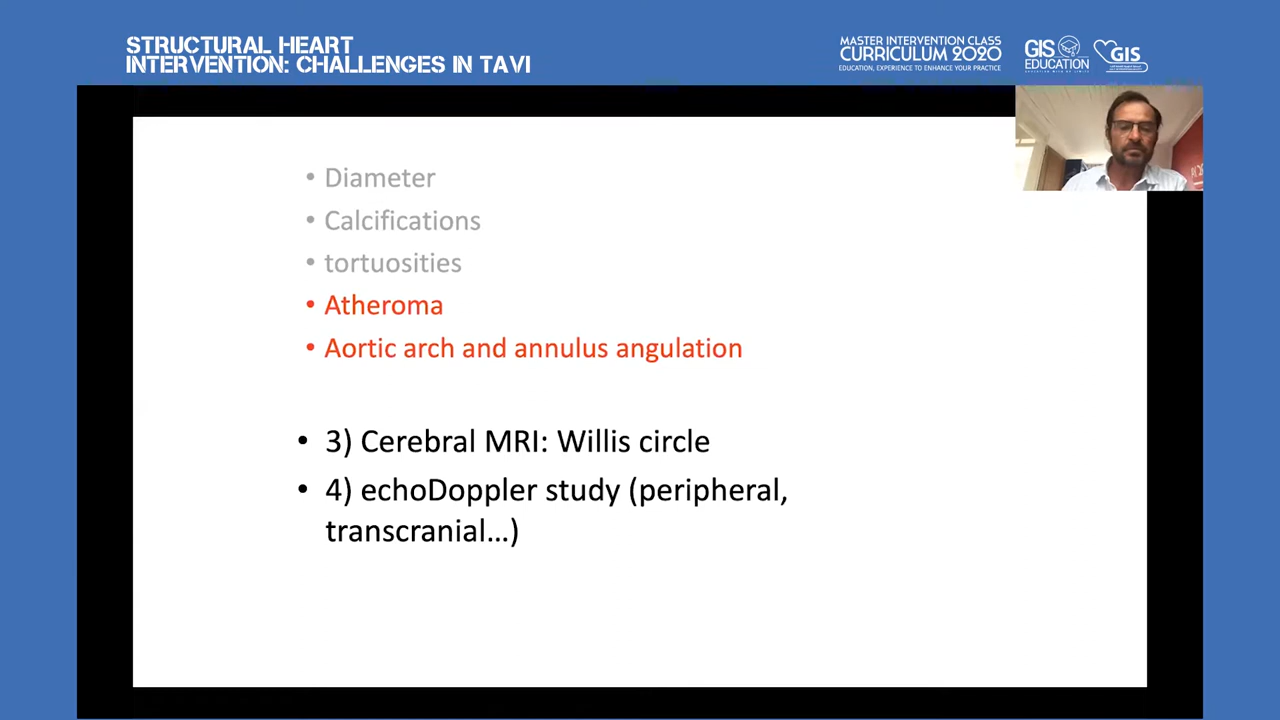 STRUCTURAL HEART
INTERVENTION: CHALLENGES IN TAVI
MASTER INTERVENTION CLASS
CURRICULUM 2020
EDUCATION, EXPERIENCE TO ENHANCE YOUR PRACTICE
GIS
EDUCATION
GIS
• Diameter
• Calcifications
• tortuosities
• Atheroma
• Aortic arch and annulus angulation
• 3) Cerebral MRI: Willis circle
• 4) echoDoppler study (peripheral,
transcranial...)